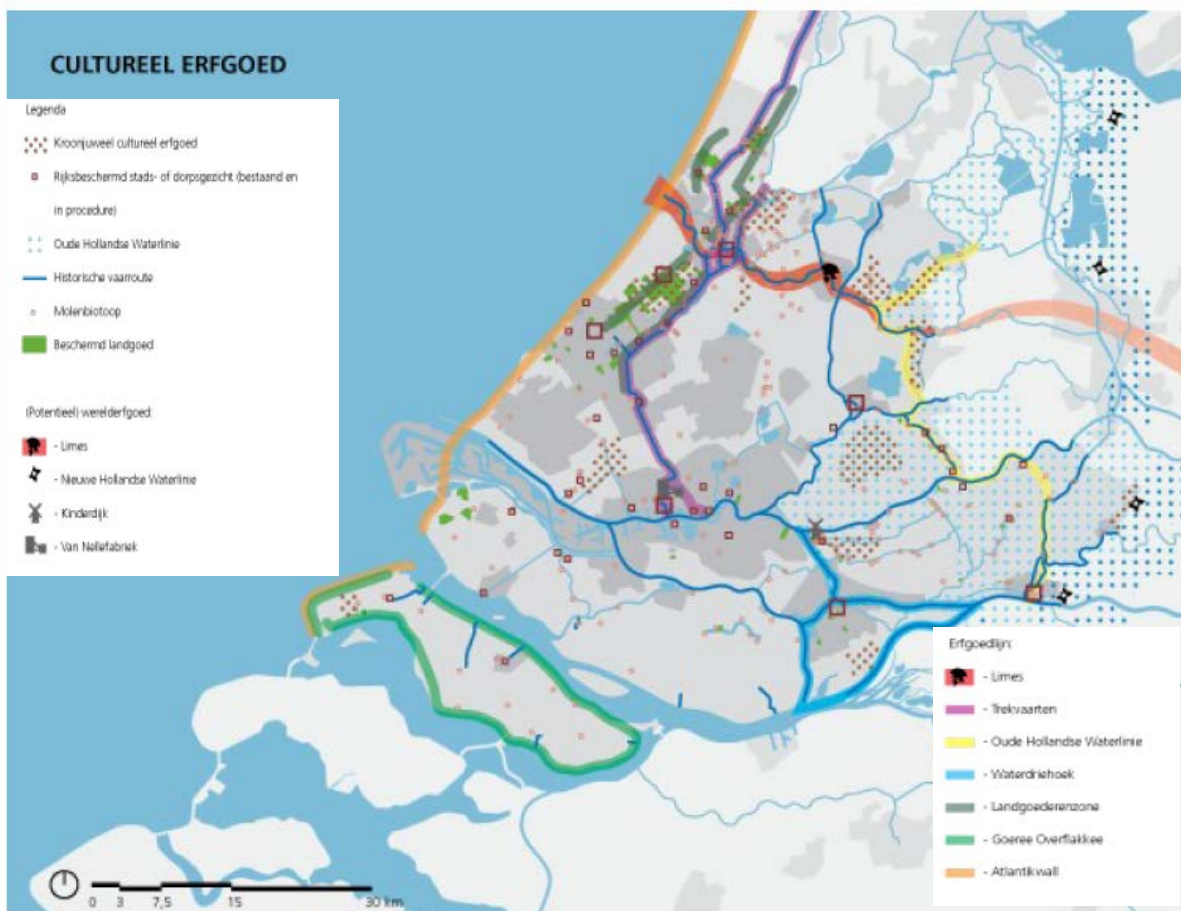 CULTUREEL ERFGOED
Legenda
Kroonjuweel cultureel erfgoed
Rijksbeschermd stads- of dorpsgezicht (bestaand en
in procedure)
Oude Hollandse Waterlinie
Historische vaarroute
Molenbiotoop
Beschermd landgoed
(Potentieel) werelderfgoed:
- Limes
- Nieuwe Hollandse Waterlinie
- Kinderdijk
- Van Nellefabriek
Erfgoedlijn:
- Limes
- Trekvaarten
- Oude Hollandse Waterlinie
- Waterdriehoek
- Landgoederenzone
- Goeree Overflakkee
- Atlantikwall
0 3 7,5 15 30 km